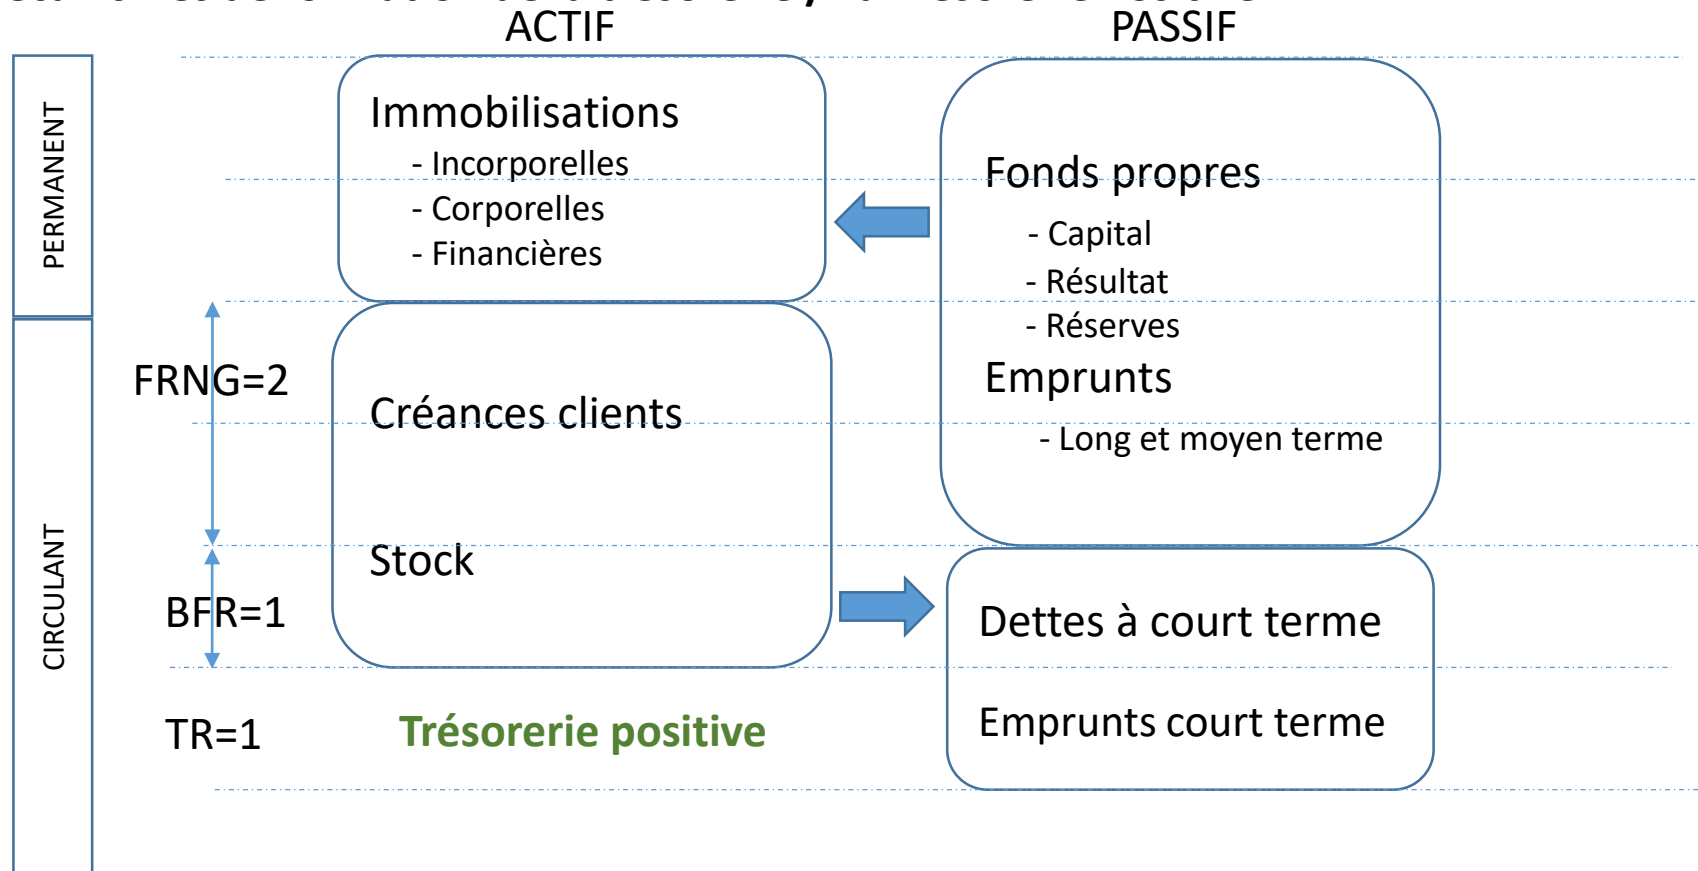 ACTIF
PASSIF
PERMANENT
Immobilisations
- Incorporelles
- Corporelles
- Financières
Fonds propres
- Capital
- Résultat
- Réserves
Emprunts
- Long et moyen terme
FRNG=2
Créances clients
Stock
CIRCULANT
BFR=1
Dettes à court terme
Emprunts court terme
TR=1
Trésorerie positive